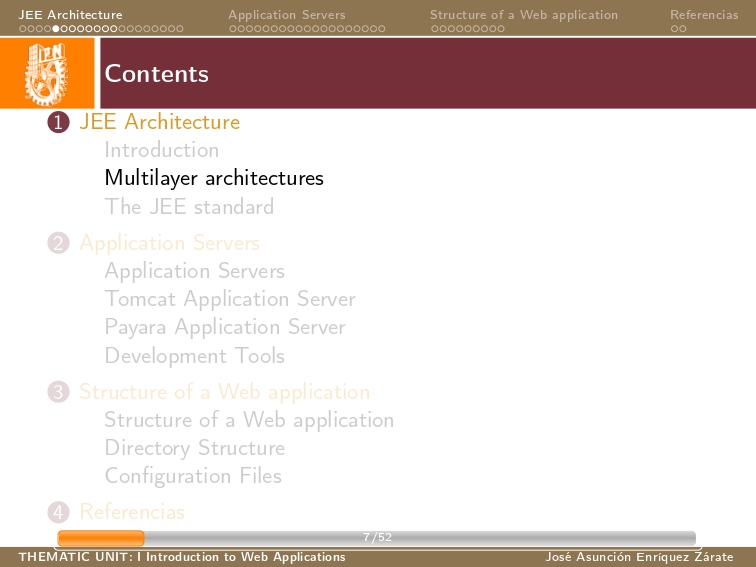 JEE Architecture
Application Servers
Structure of a Web application
Referencias
IPN
Contents
1 JEE Architecture
Introduction
Multilayer architectures
The JEE standard
2 Application Servers
Application Servers
Tomcat Application Server
Payara Application Server
Development Tools
3 Structure of a Web application
Structure of a Web application
Directory Structure
Configuration Files
4 Referencias
7/52
THEMATIC UNIT: I Introduction to Web Applications
José Asunción Enríquez Zárate